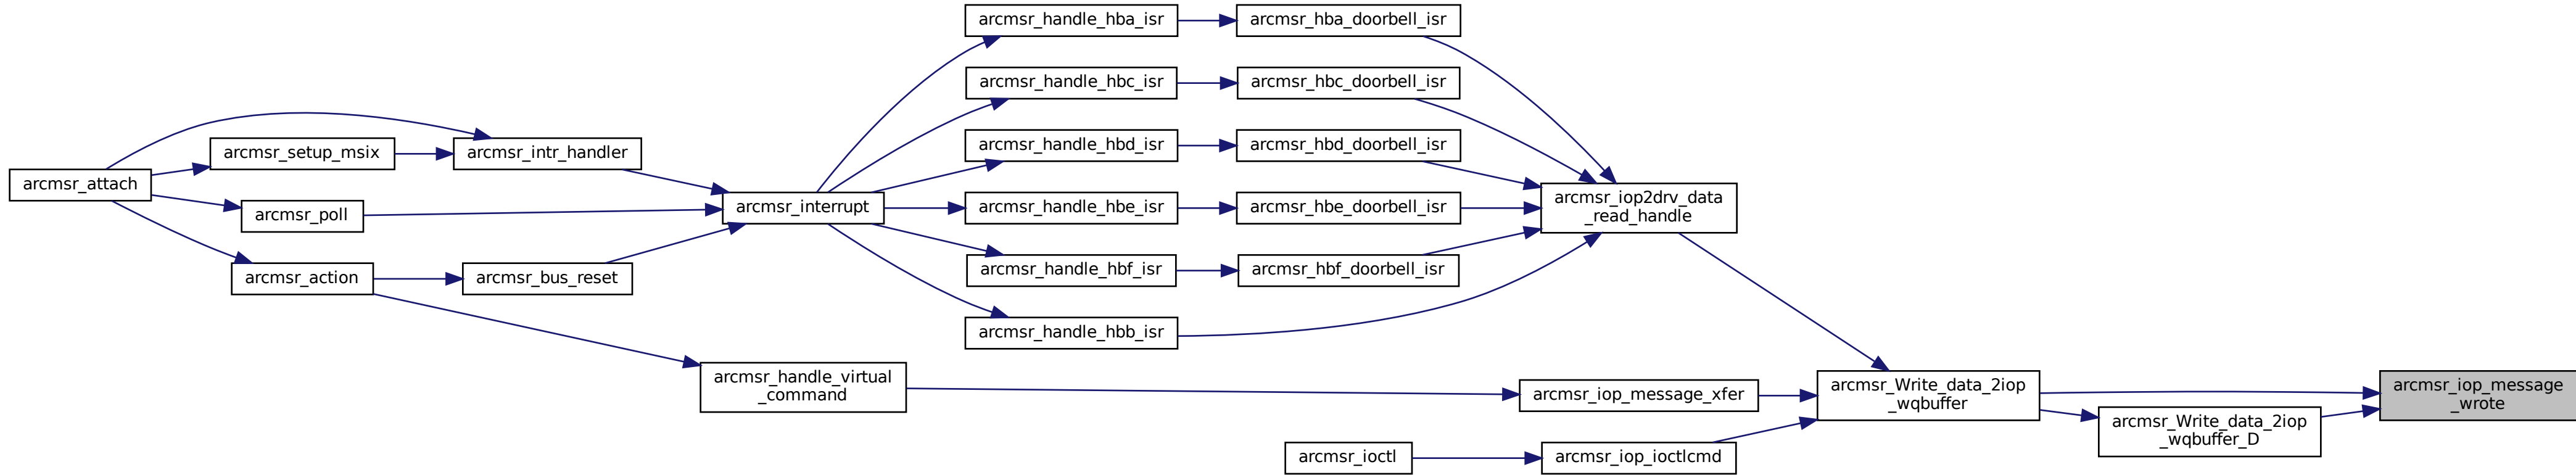 arcmsr_handle_hba_isr
arcmsr_hba_doorbell_isr
arcmsr_handle_hbc_isr
arcmsr_hbc_doorbell_isr
arcmsr_handle_hbd_isr
arcmsr_hbd_doorbell_isr
arcmsr_setup_msix
arcmsr_intr_handler
arcmsr_attach
arcmsr_poll
arcmsr_interrupt
arcmsr_handle_hbe_isr
arcmsr_hbe_doorbell_isr
arcmsr_iop2drv_data
_read_handle
arcmsr_action
arcmsr_bus_reset
arcmsr_handle_hbf_isr
arcmsr_hbf_doorbell_isr
arcmsr_handle_hbb_isr
arcmsr_handle_virtual
_command
arcmsr_iop_message_xfer
arcmsr_Write_data_2iop
_wqbuffer
arcmsr_iop_message
_wrote
arcmsr_Write_data_2iop
_wqbuffer_D
arcmsr_ioctl
arcmsr_iop_ioctlcmd